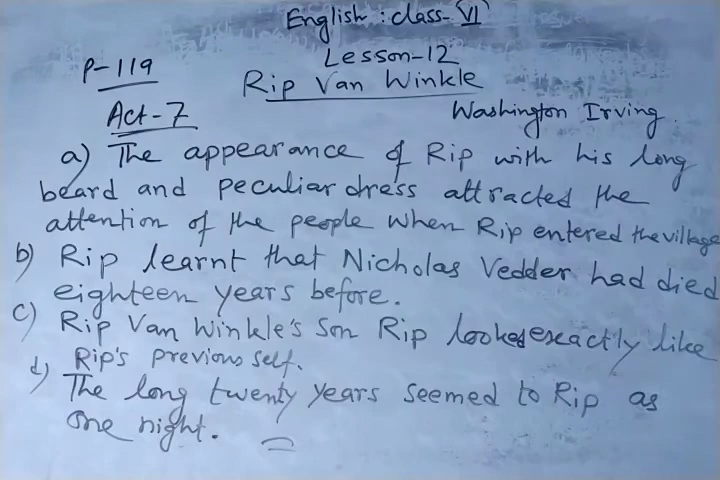 English : class- VI
Lesson-12
P-119
Rip Van Winkle
Act-7
Washington Irving.
a) The appearance of Rip with his long
beard and peculiar dress attracted the
attention of the people when Rip entered the village
b) Rip learnt that Nicholas Vedder had died
eighteen years before.
c) Rip Van Winkle's Son Rip looked exactly like
Rip's previous self.
d) The long twenty years seemed to Rip as
one night.